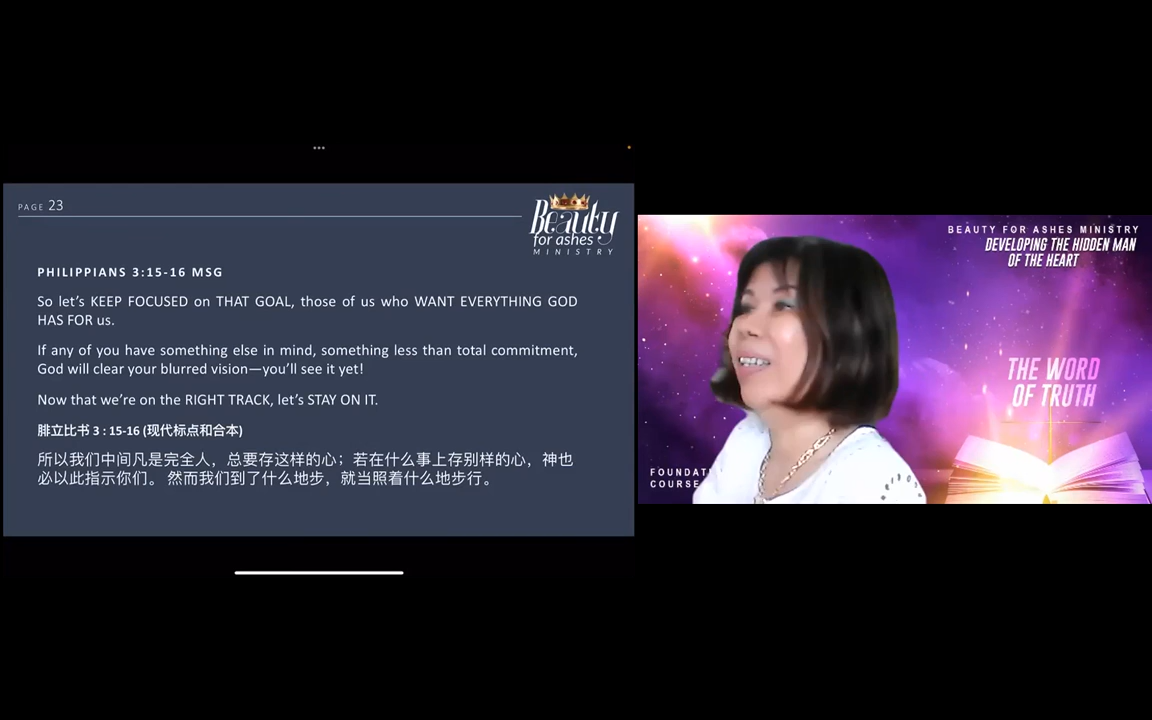 PAGE 23
Beauty
for ashes
MINISTRY
PHILIPPIANS 3:15-16 MSG
So let's KEEP FOCUSED on THAT GOAL, those of us who WANT EVERYTHING GOD
HAS FOR us.
If any of you have something else in mind, something less than total commitment,
God will clear your blurred vision—you'll see it yet!
Now that we're on the RIGHT TRACK, let's STAY ON IT.
腓立比书 3 : 15-16 (现代标点和合本)
所以我们中间凡是完全人，总要存这样的心；若在什么事上存别样的心，神也
必以此指示你们。 然而我们到了什么地步，就当照着什么地步行。
BEAUTY FOR ASHES MINISTRY
DEVELOPING THE HIDDEN MAN
OF THE HEART
THE WORD
OF TRUTH
COURSE